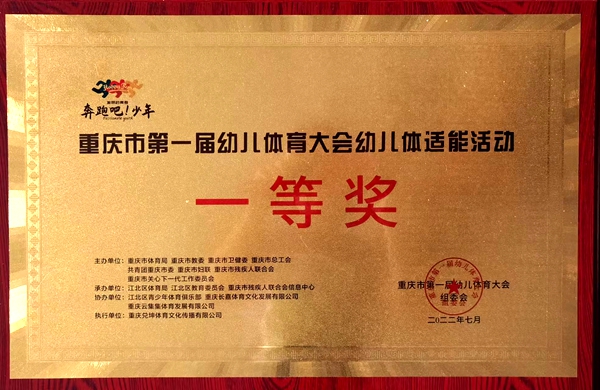 奔跑吧！少年
重庆市第一届幼儿体育大会幼儿体适能活动
一等奖
主办单位：重庆市体育局 重庆市教委 重庆市卫健委 重庆市总工会
共青团重庆市委 重庆市妇联 重庆市残疾人联合会
重庆市关心下一代工作委员会
承办单位：江北区体育局 江北区教育委员会 重庆市残疾人联合会信息中心
协办单位：江北区青少年体育俱乐部 重庆长嘉体育文化发展有限公司
重庆云集集体育发展有限公司
执行单位：重庆兑坤体育文化传播有限公司
重庆市第一届幼儿体育大会
组委会
二〇二二年七月